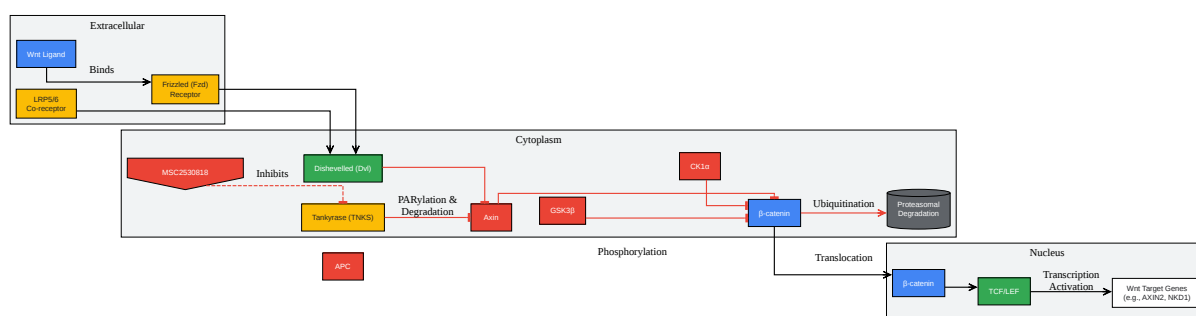 Extracellular
Wnt Ligand
Binds
Frizzled (Fzd)
Receptor
LRP5/6
Co-receptor
Cytoplasm
MSC2530818
Inhibits
Dishevelled (Dvl)
CK1α
PARylation &
Degradation
Tankyrase (TNKS)
Axin
GSK3β
β-catenin
Ubiquitination
Proteasomal
Degradation
APC
Phosphorylation
Translocation
Nucleus
β-catenin
TCF/LEF
Transcription
Activation
Wnt Target Genes
(e.g., AXIN2, NKD1)